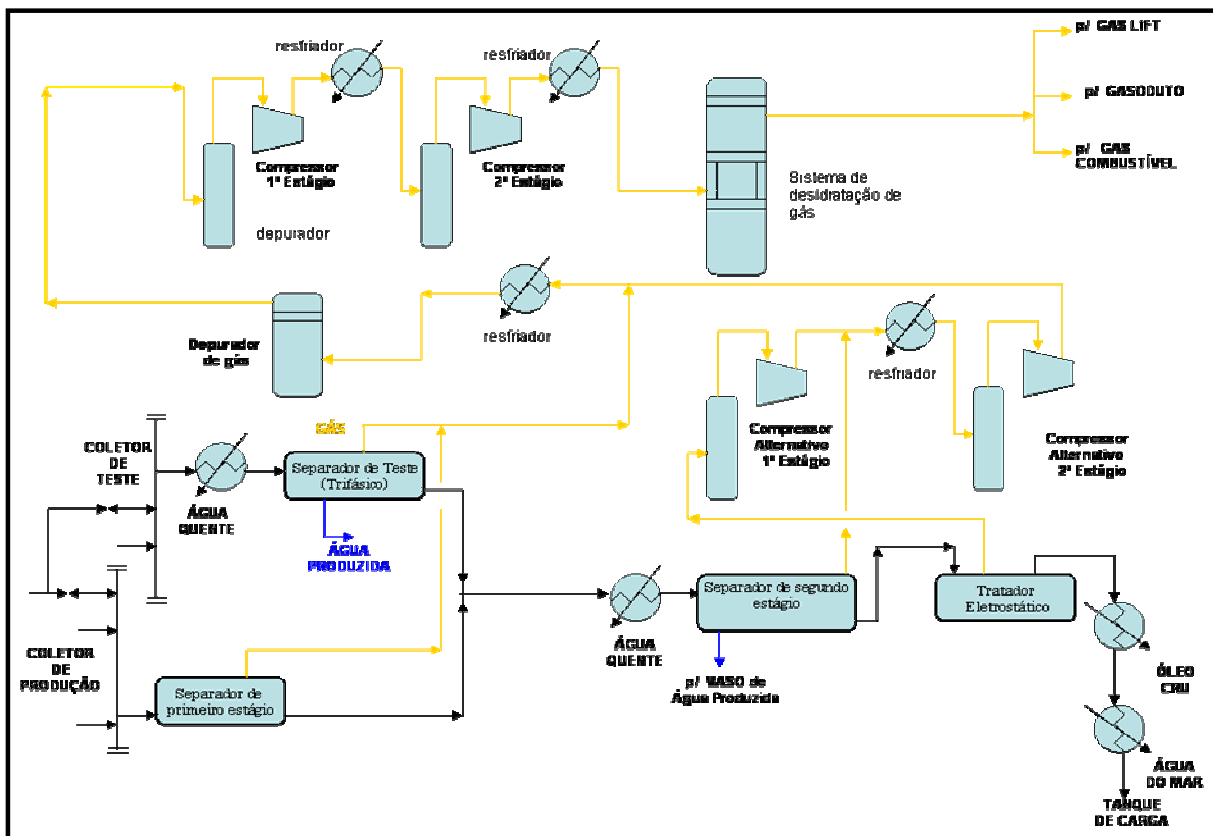 p/ GAS LIFT
resfriador
resfriador
p/ GASODUTO
p/ GAS
COMBUSTÍVEL
Compressor
1º Estágio
Compressor
2º Estágio
Sistema de
desidratação de
gás
depurador
resfriador
Depurador
de gás
resfriador
GÁS
COLETOR
DE
TESTE
Separador de Teste
(Trifásico)
Compressor
Alternativo
1º Estágio
Compressor
Alternativo
2º Estágio
ÁGUA
QUENTE
ÁGUA
PRODUZIDA
Separador de segundo
estágio
Tratador
Eletrostático
COLETOR
DE
PRODUÇÃO
ÁGUA
QUENTE
ÓLEO
CRU
Separador de
primeiro estágio
p/ VASO de
Água Produzida
ÁGUA
DO MAR
TANQUE
DE CARGA